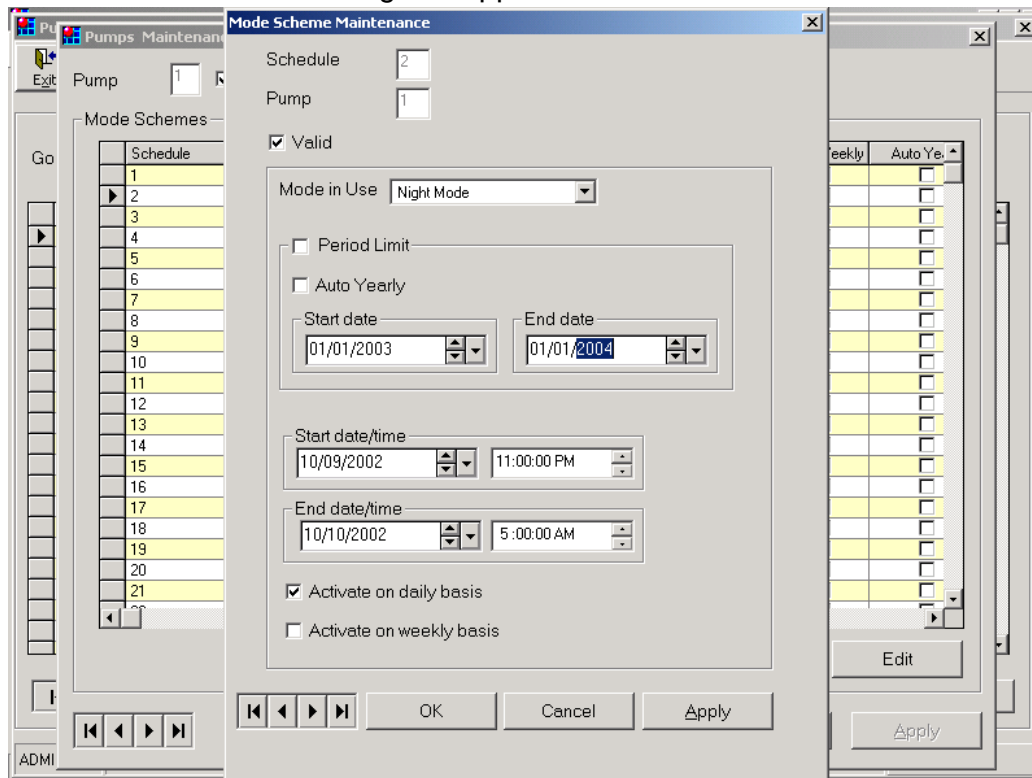 Pu
Pumps Maintenan
Mode Scheme Maintenance
Exit
Pump 1
Schedule 2
Pump 1
Mode Schemes
Valid
Go
Schedule
eekly Auto Ye
1
2
3
4
5
6
7
8
9
10
11
12
13
14
15
16
17
18
19
20
21
Mode in Use Night Mode
Period Limit
Auto Yearly
Start date End date
01/01/2003 01/01/2004
Start date/time
10/09/2002 11:00:00 PM
End date/time
10/10/2002 5:00:00 AM
Activate on daily basis
Activate on weekly basis
Edit
OK Cancel Apply
Apply
ADMI